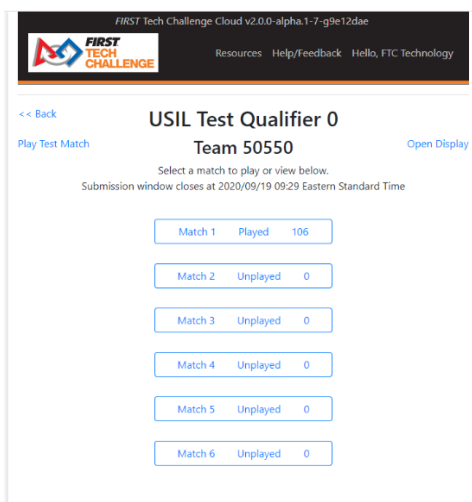 FIRST Tech Challenge Cloud v2.0.0-alpha.1-7-g9e12dae
FIRST
TECH
CHALLENGE
Resources Help/Feedback Hello, FTC Technology
<< Back
USIL Test Qualifier 0
Play Test Match
Team 50550
Open Display
Select a match to play or view below.
Submission window closes at 2020/09/19 09:29 Eastern Standard Time
Match 1 Played 106
Match 2 Unplayed 0
Match 3 Unplayed 0
Match 4 Unplayed 0
Match 5 Unplayed 0
Match 6 Unplayed 0